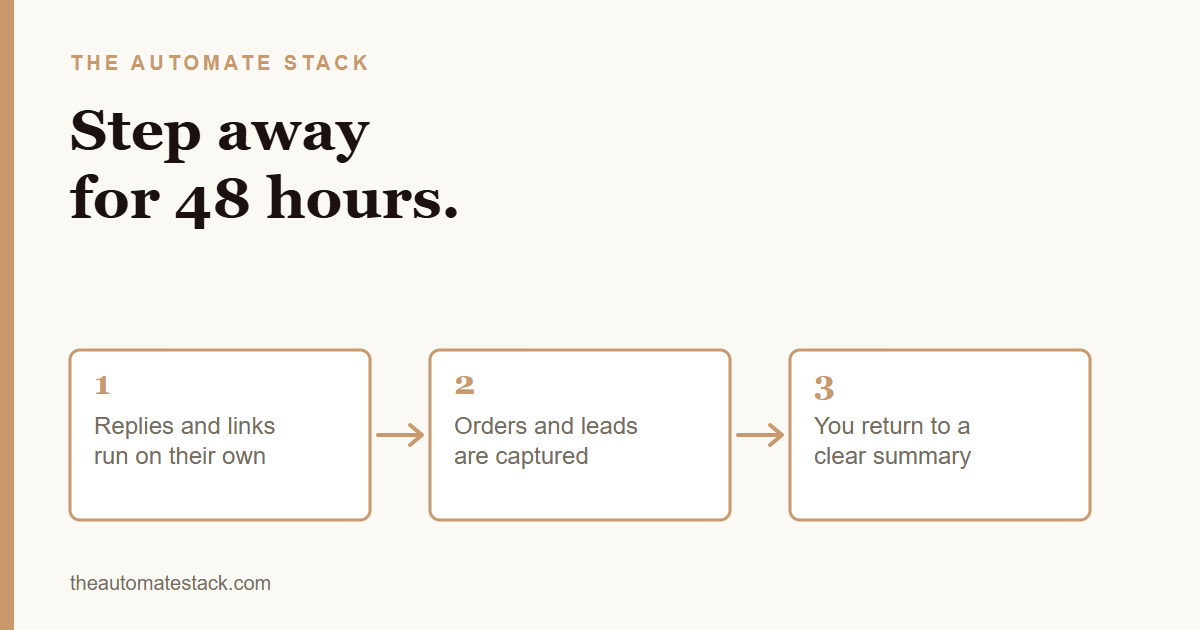 THE AUTOMATE STACK
Step away
for 48 hours.
1
Replies and links
run on their own
2
Orders and leads
are captured
3
You return to a
clear summary
theautomatestack.com